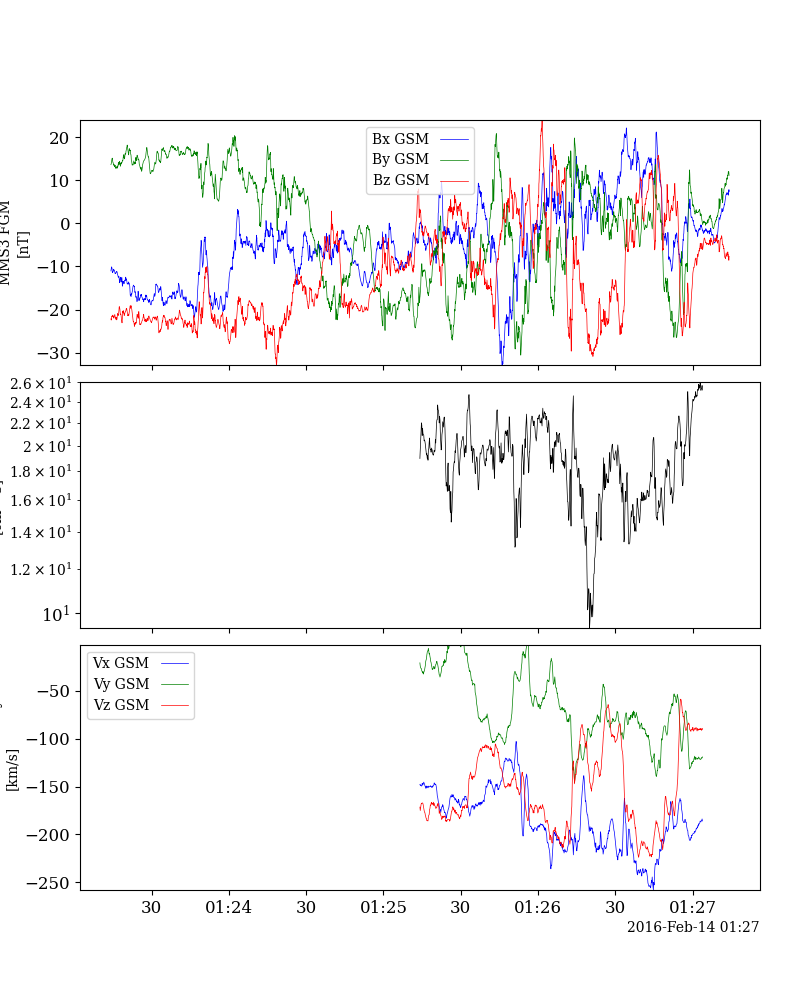 20
10
0
−10
−20
−30
MMS3 FGM
[nT]
Bx GSM
By GSM
Bz GSM
2.6 × 10¹
2.4 × 10¹
2.2 × 10¹
2 × 10¹
1.8 × 10¹
1.6 × 10¹
1.4 × 10¹
1.2 × 10¹
10¹
−50
−100
−150
−200
−250
[km/s]
Vx GSM
Vy GSM
Vz GSM
30
01:24
30
01:25
30
01:26
30
01:27
2016-Feb-14 01:27